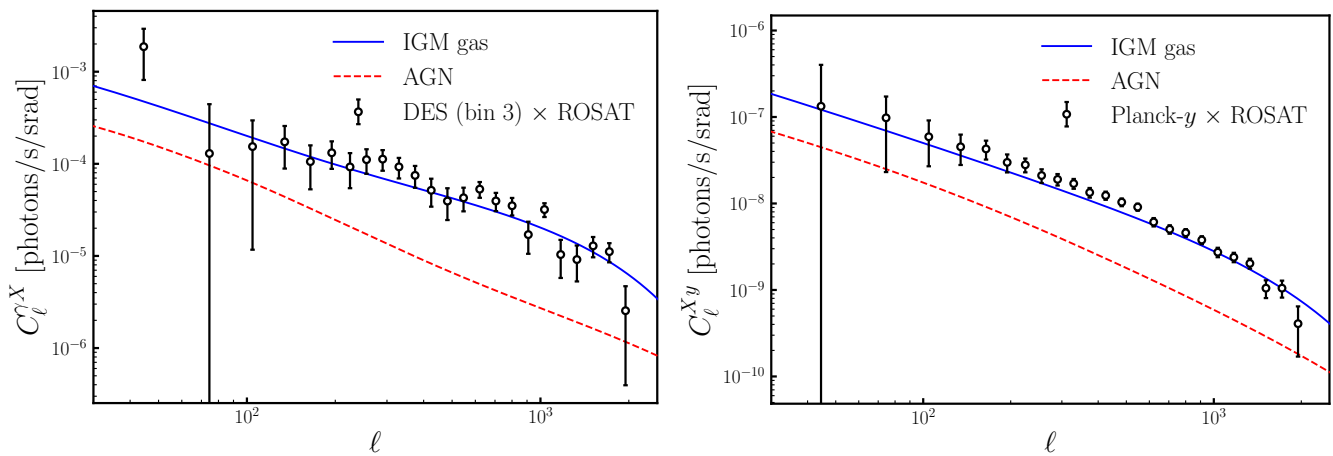 C_ℓ^{γX} [photons/s/srad]
10^{-3}
10^{-4}
10^{-5}
10^{-6}
IGM gas
AGN
DES (bin 3) × ROSAT
10^2
10^3
ℓ
C_ℓ^{Xy} [photons/s/srad]
10^{-6}
10^{-7}
10^{-8}
10^{-9}
10^{-10}
IGM gas
AGN
Planck-y × ROSAT
10^2
10^3
ℓ